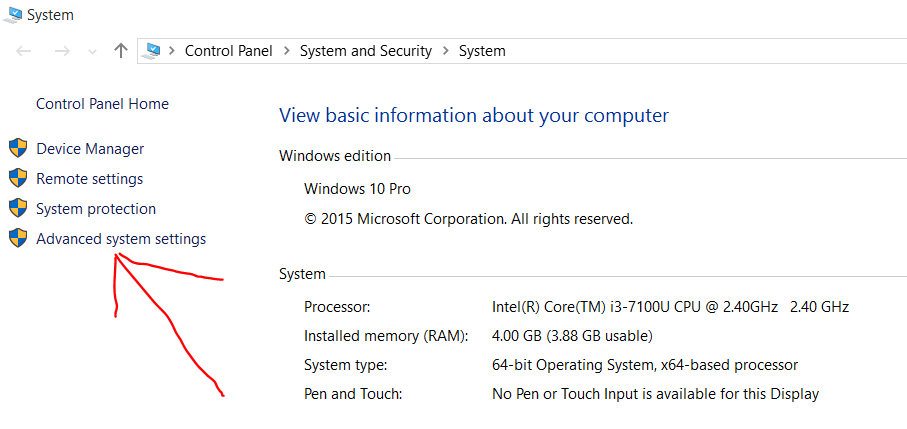 System
Control Panel > System and Security > System
Control Panel Home
Device Manager
Remote settings
System protection
Advanced system settings
View basic information about your computer
Windows edition
Windows 10 Pro
© 2015 Microsoft Corporation. All rights reserved.
System
Processor: Intel(R) Core(TM) i3-7100U CPU @ 2.40GHz 2.40 GHz
Installed memory (RAM): 4.00 GB (3.88 GB usable)
System type: 64-bit Operating System, x64-based processor
Pen and Touch: No Pen or Touch Input is available for this Display